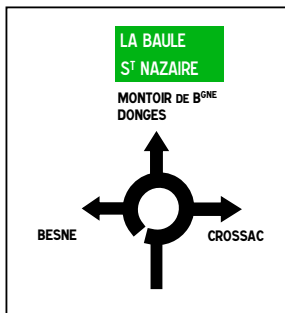 LA BAULE
Sᵀ NAZAIRE
MONTOIR DE Bᴳᴺᴱ
DONGES
BESNE
CROSSAC